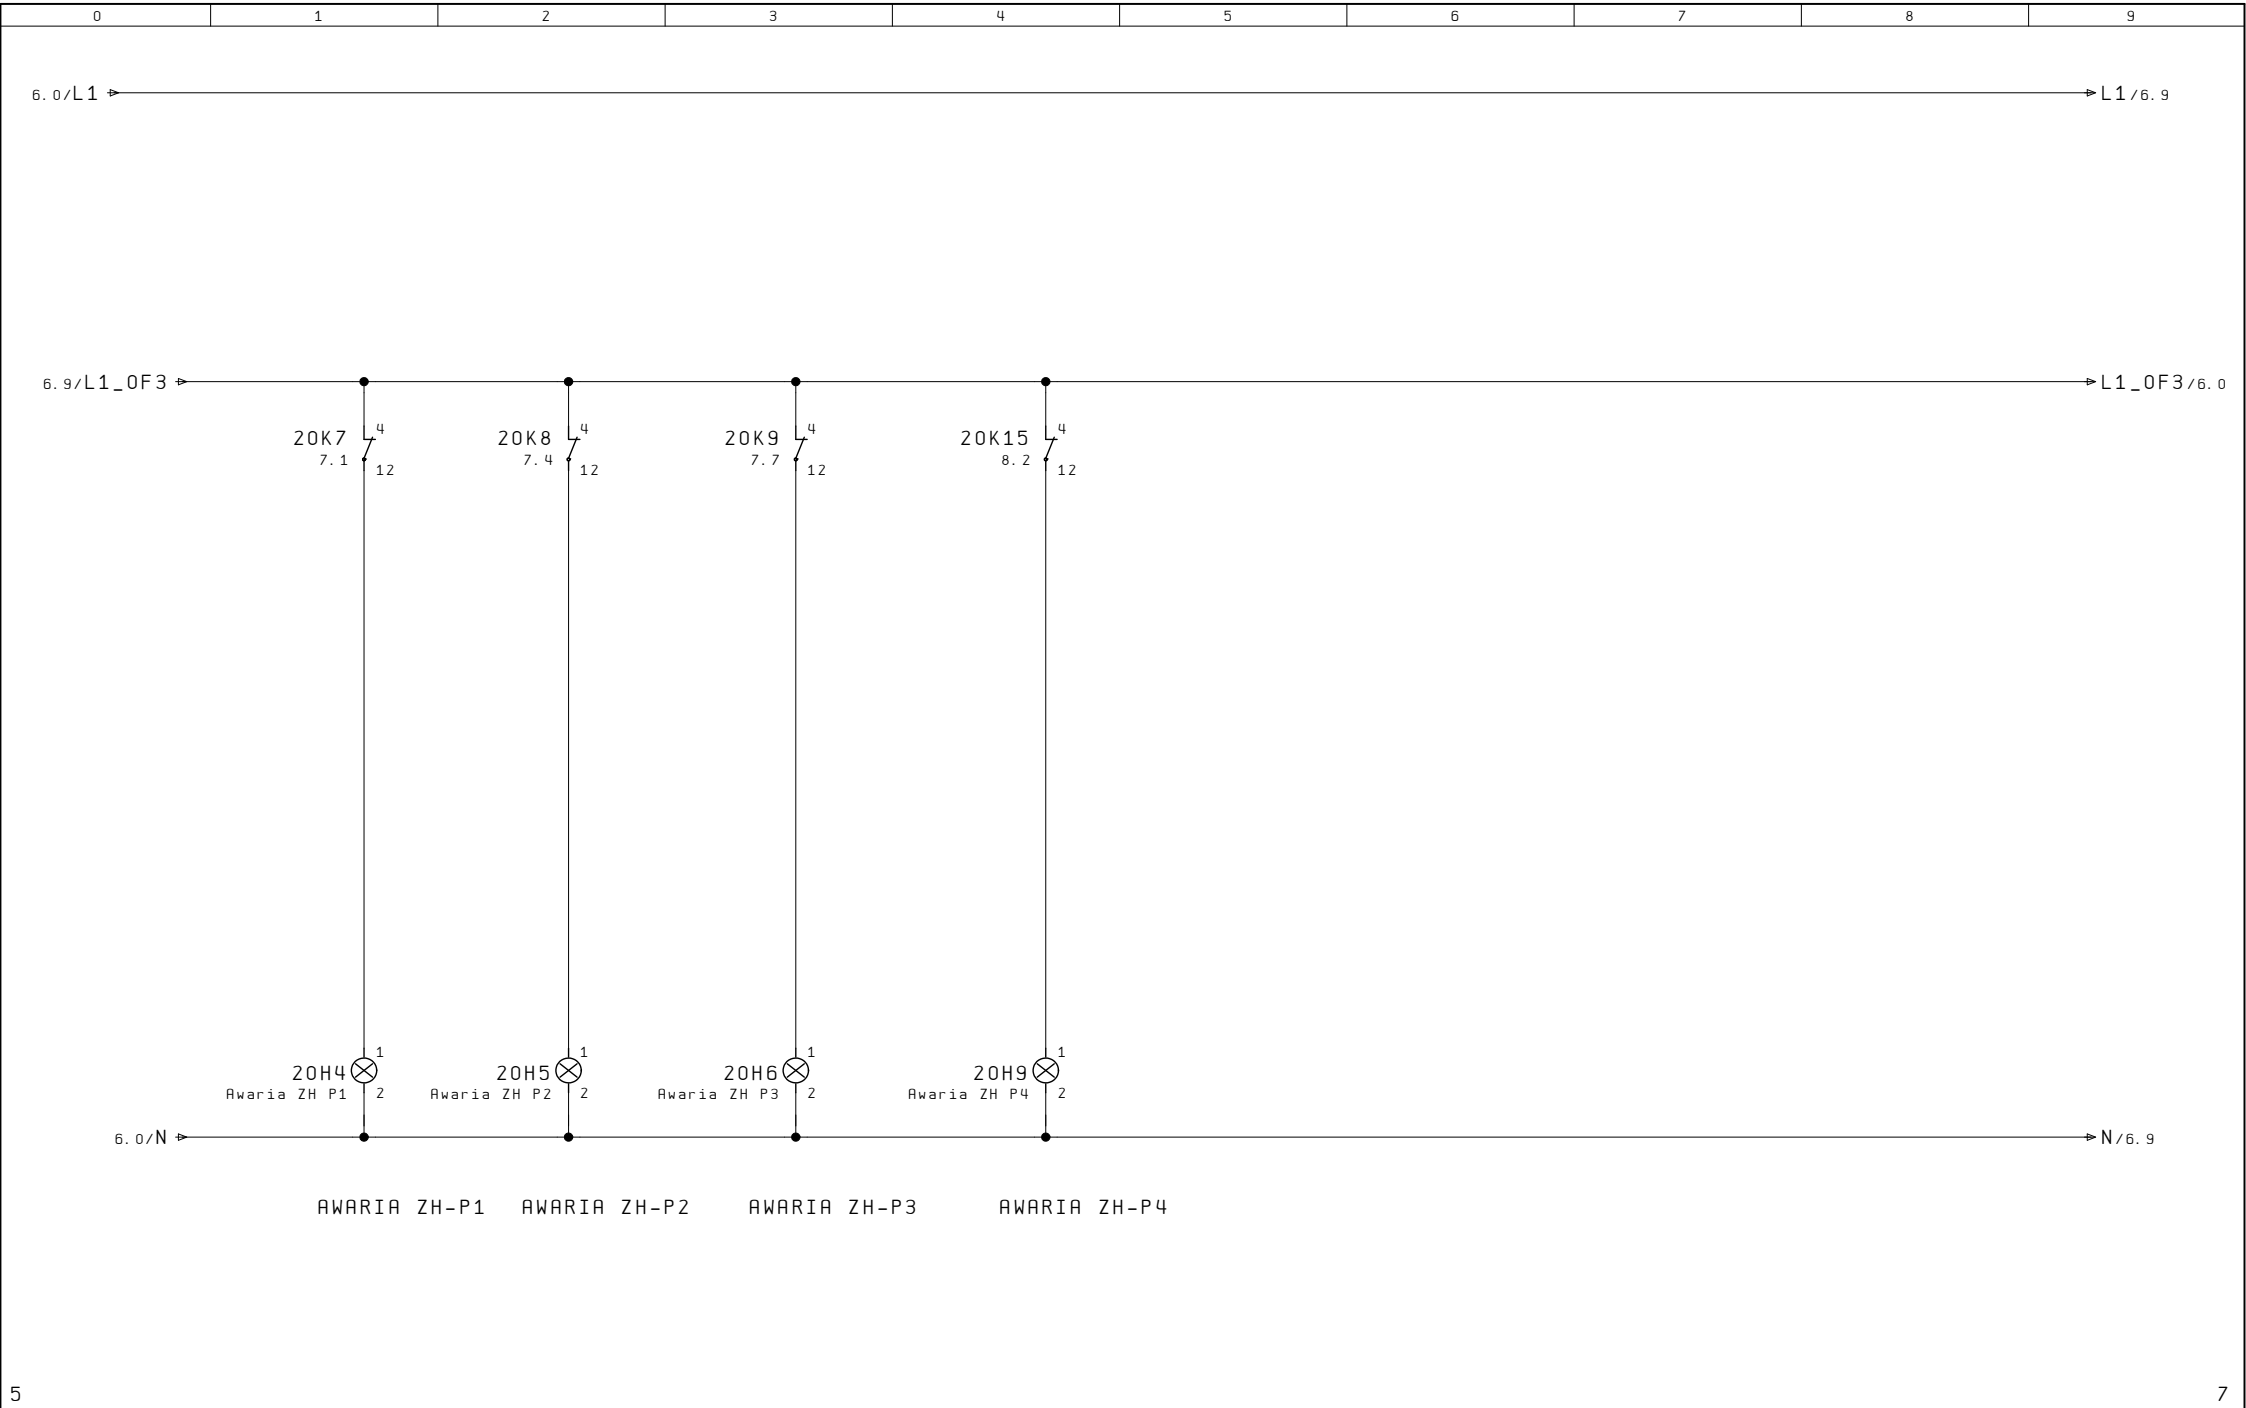 0 1 2 3 4 5 6 7 8 9
6.0/L1 L1/6.9
6.9/L1_0F3 L1_0F3/6.0
20K7 4 20K8 4 20K9 4 20K15 4
7.1 12 7.4 12 7.7 12 8.2 12
1 1 1 1
20H4 20H5 20H6 20H9
Awaria ZH P1 2 Awaria ZH P2 2 Awaria ZH P3 2 Awaria ZH P4 2
6.0/N N/6.9
AWARIA ZH-P1 AWARIA ZH-P2 AWARIA ZH-P3 AWARIA ZH-P4
5 7